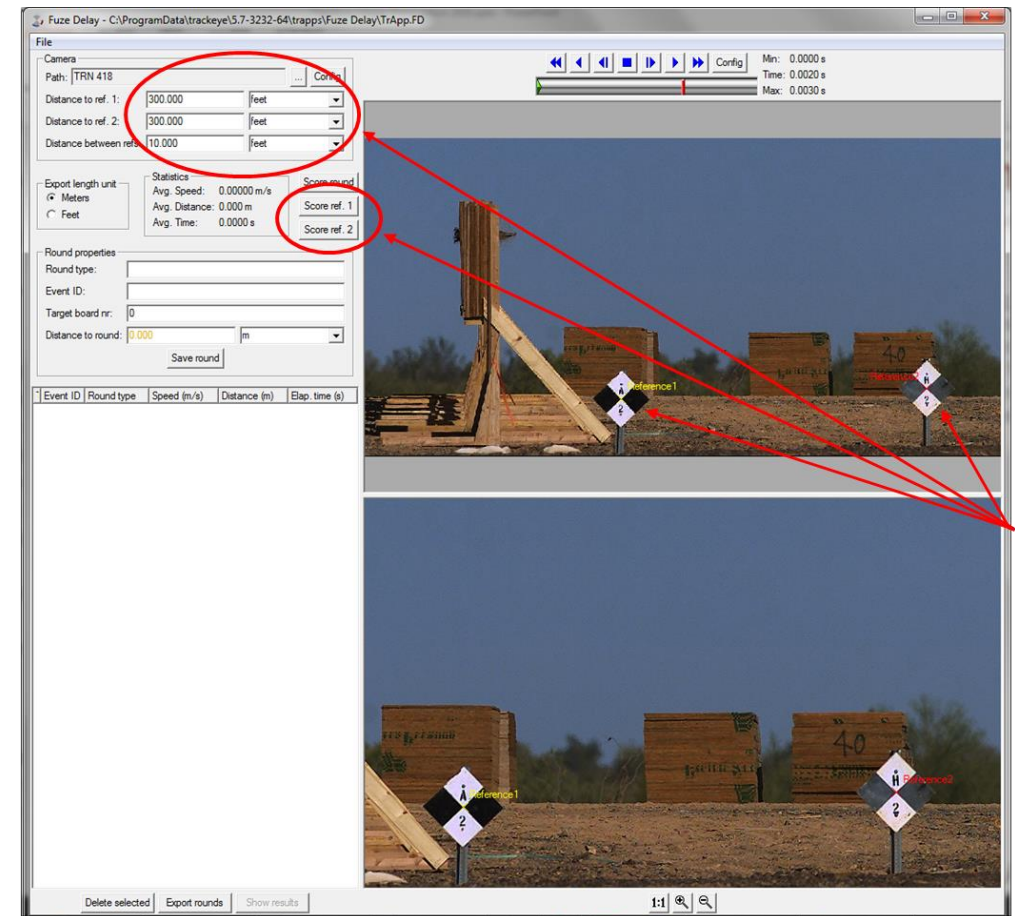 Fuze Delay - C:\ProgramData\trackeye\5.7-3232-64\trapps\Fuze Delay\TrApp.FD
File
Camera
Path: TRN 418 ... Config
Distance to ref. 1: 300.000 feet
Distance to ref. 2: 300.000 feet
Distance between refs: 10.000 feet
Export length unit
Meters
Feet
Statistics
Avg. Speed: 0.00000 m/s
Avg. Distance: 0.000 m
Avg. Time: 0.0000 s
Score round
Score ref. 1
Score ref. 2
Round properties
Round type:
Event ID:
Target board nr: 0
Distance to round: 0.000 m
Save round
Event ID Round type Speed (m/s) Distance (m) Elap. time (s)
Delete selected Export rounds Show results
Config
Min: 0.0000 s
Time: 0.0020 s
Max: 0.0030 s
40
A Reference1
2
Reference2
H
2
40
A Reference1
2
H Reference2
2
1:1